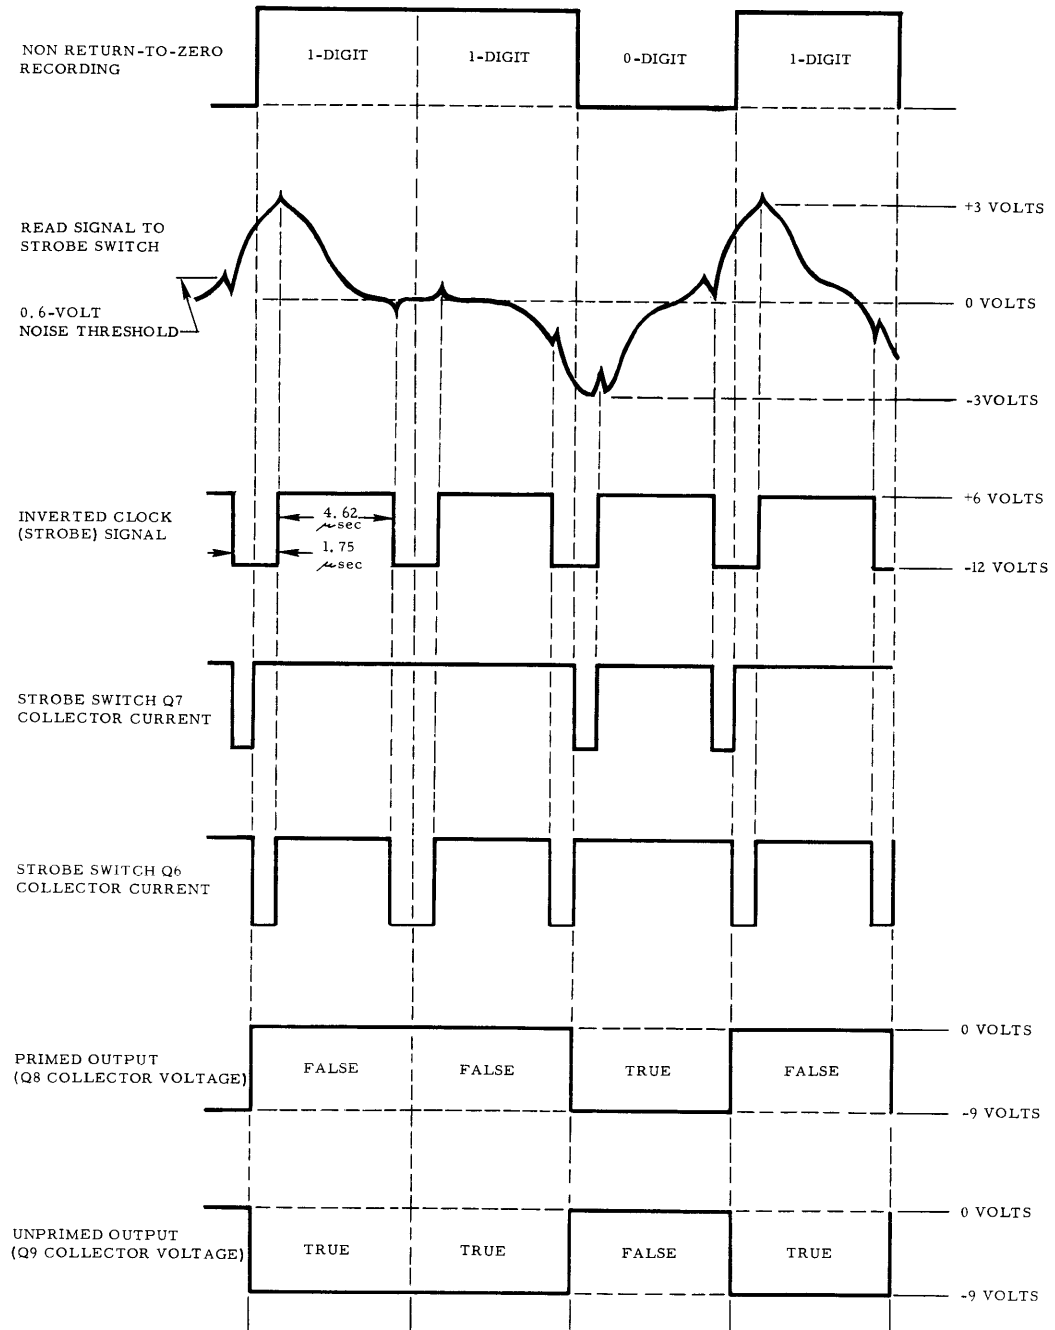 NON RETURN-TO-ZERO
RECORDING
1-DIGIT
1-DIGIT
0-DIGIT
1-DIGIT
READ SIGNAL TO
STROBE SWITCH
0.6-VOLT
NOISE THRESHOLD
+3 VOLTS
0 VOLTS
-3VOLTS
INVERTED CLOCK
(STROBE) SIGNAL
4.62
μsec
1.75
μsec
+6 VOLTS
-12 VOLTS
STROBE SWITCH Q7
COLLECTOR CURRENT
STROBE SWITCH Q6
COLLECTOR CURRENT
PRIMED OUTPUT
(Q8 COLLECTOR VOLTAGE)
FALSE
FALSE
TRUE
FALSE
0 VOLTS
-9 VOLTS
UNPRIMED OUTPUT
(Q9 COLLECTOR VOLTAGE)
TRUE
TRUE
FALSE
TRUE
0 VOLTS
-9 VOLTS